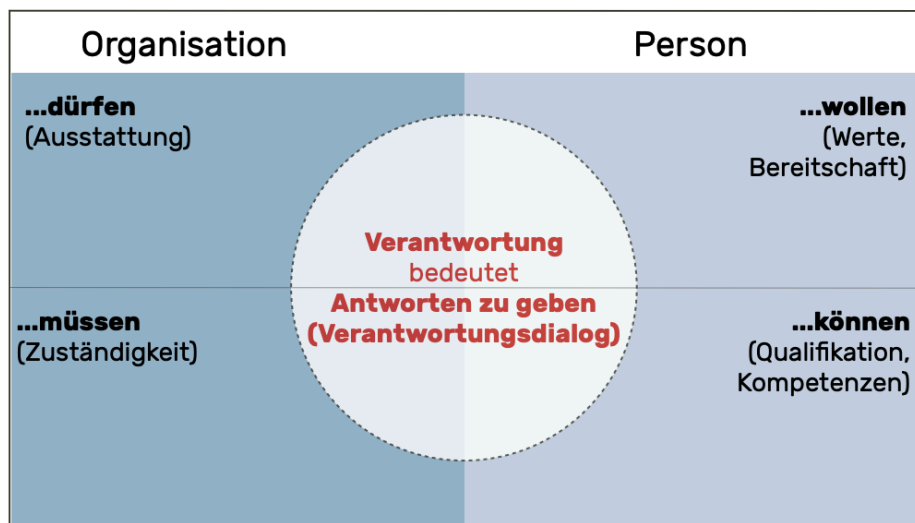 Organisation
Person
...dürfen
(Ausstattung)
...wollen
(Werte,
Bereitschaft)
Verantwortung
bedeutet
Antworten zu geben
(Verantwortungsdialog)
...müssen
(Zuständigkeit)
...können
(Qualifikation,
Kompetenzen)